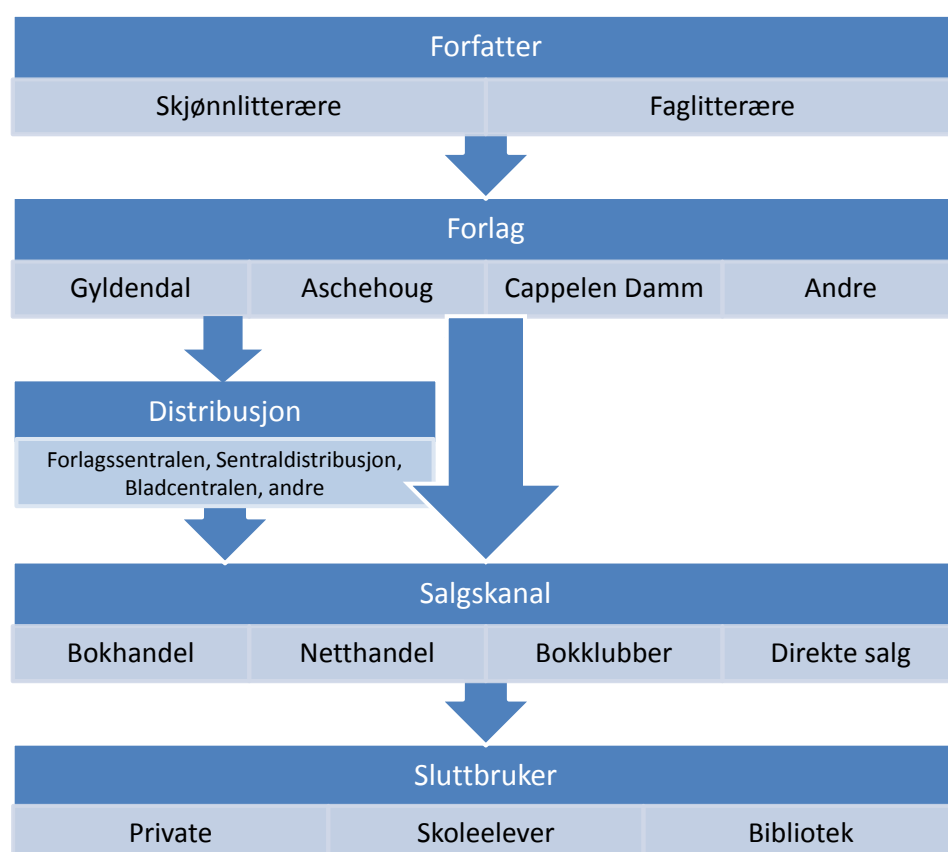 Forfatter
Skjønnlitterære Faglitterære
Forlag
Gyldendal Aschehoug Cappelen Damm Andre
Distribusjon
Forlagssentralen, Sentraldistribusjon,
Bladcentralen, andre
Salgskanal
Bokhandel Netthandel Bokklubber Direkte salg
Sluttbruker
Private Skoleelever Bibliotek